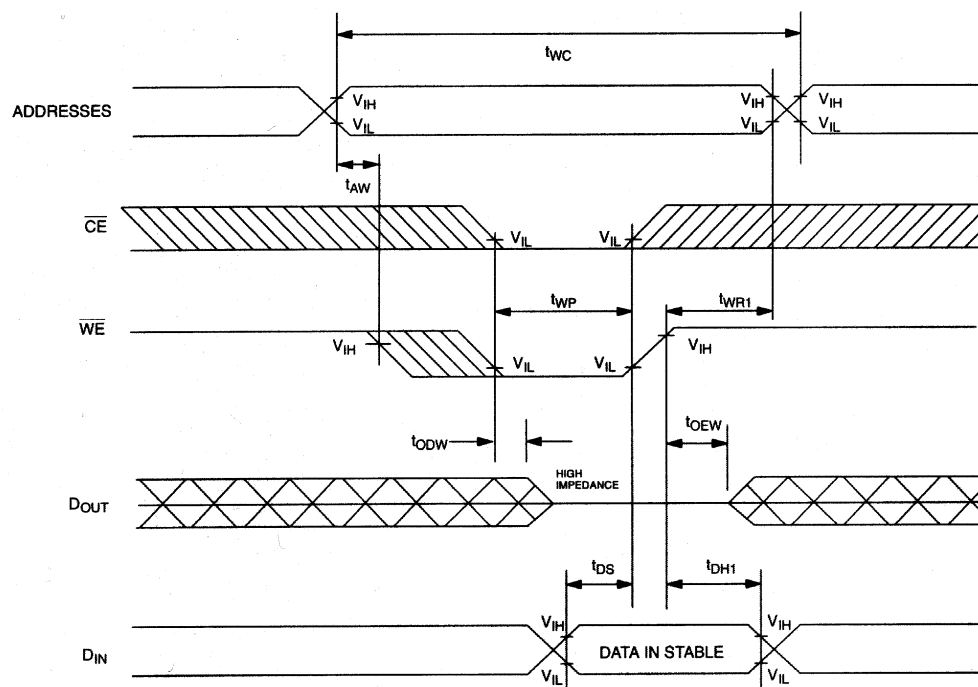 tWC
ADDRESSES
VIH VIH VIH
VIL VIL VIL
tAW
CE
VIL VIL
tWP tWR1
WE
VIH VIH
VIL VIL
tODW tOEW
HIGH
IMPEDANCE
DOUT
tDS tDH1
VIH VIH
DIN DATA IN STABLE
VIL VIL